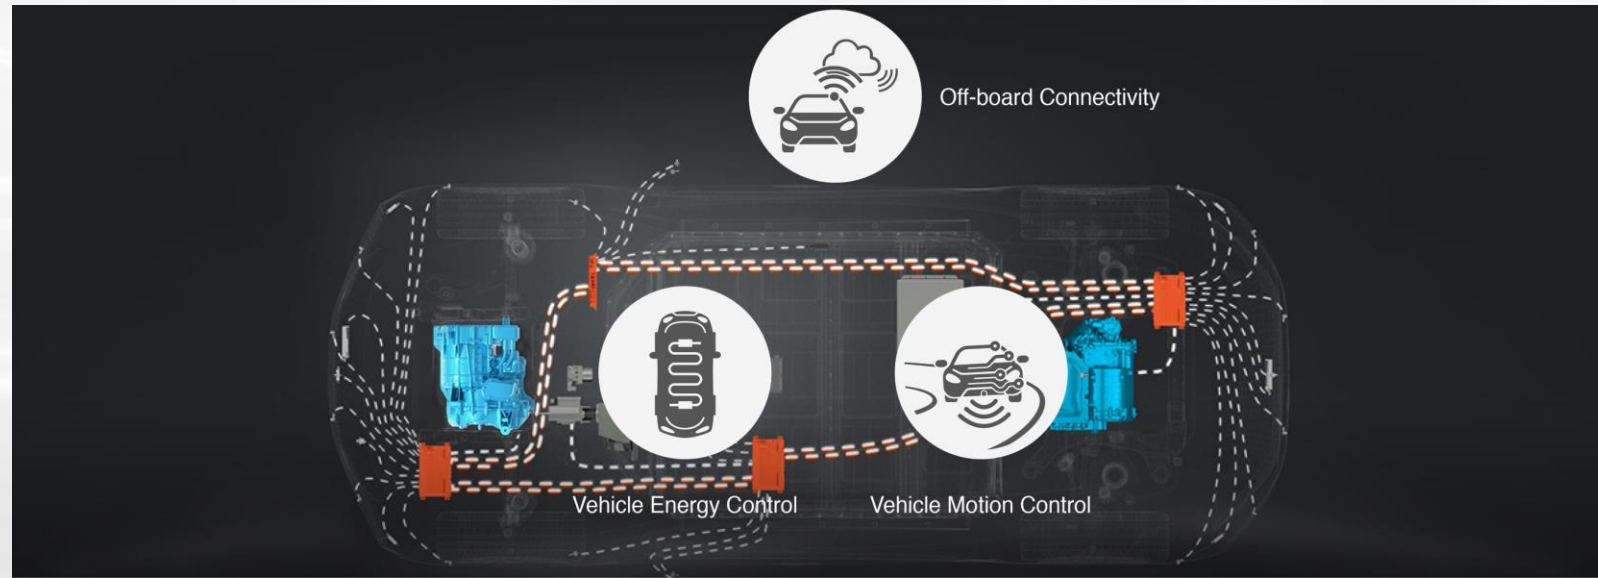 Off-board Connectivity
Vehicle Energy Control
Vehicle Motion Control